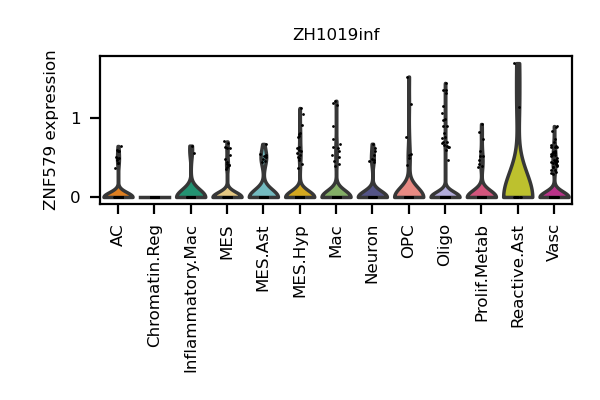 ZH1019inf
ZNF579 expression
1
0
AC
Chromatin.Reg
Inflammatory.Mac
MES
MES.Ast
MES.Hyp
Mac
Neuron
OPC
Oligo
Prolif.Metab
Reactive.Ast
Vasc